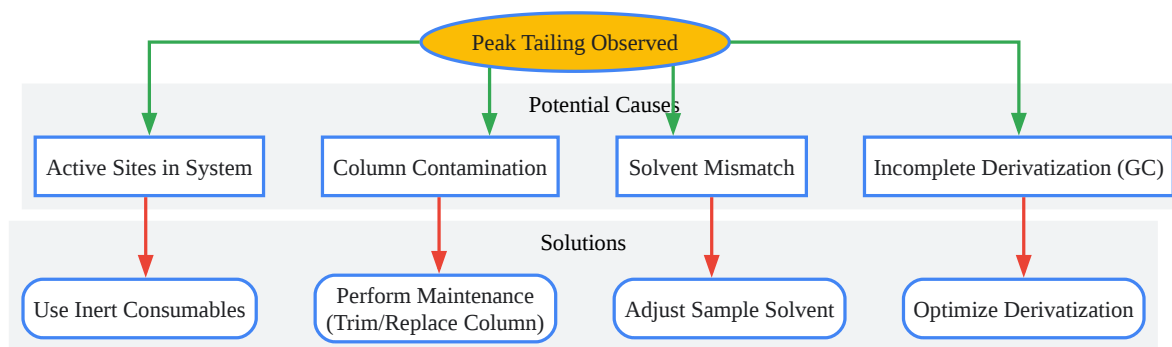 Peak Tailing Observed
Potential Causes
Active Sites in System
Column Contamination
Solvent Mismatch
Incomplete Derivatization (GC)
Solutions
Use Inert Consumables
Perform Maintenance
(Trim/Replace Column)
Adjust Sample Solvent
Optimize Derivatization